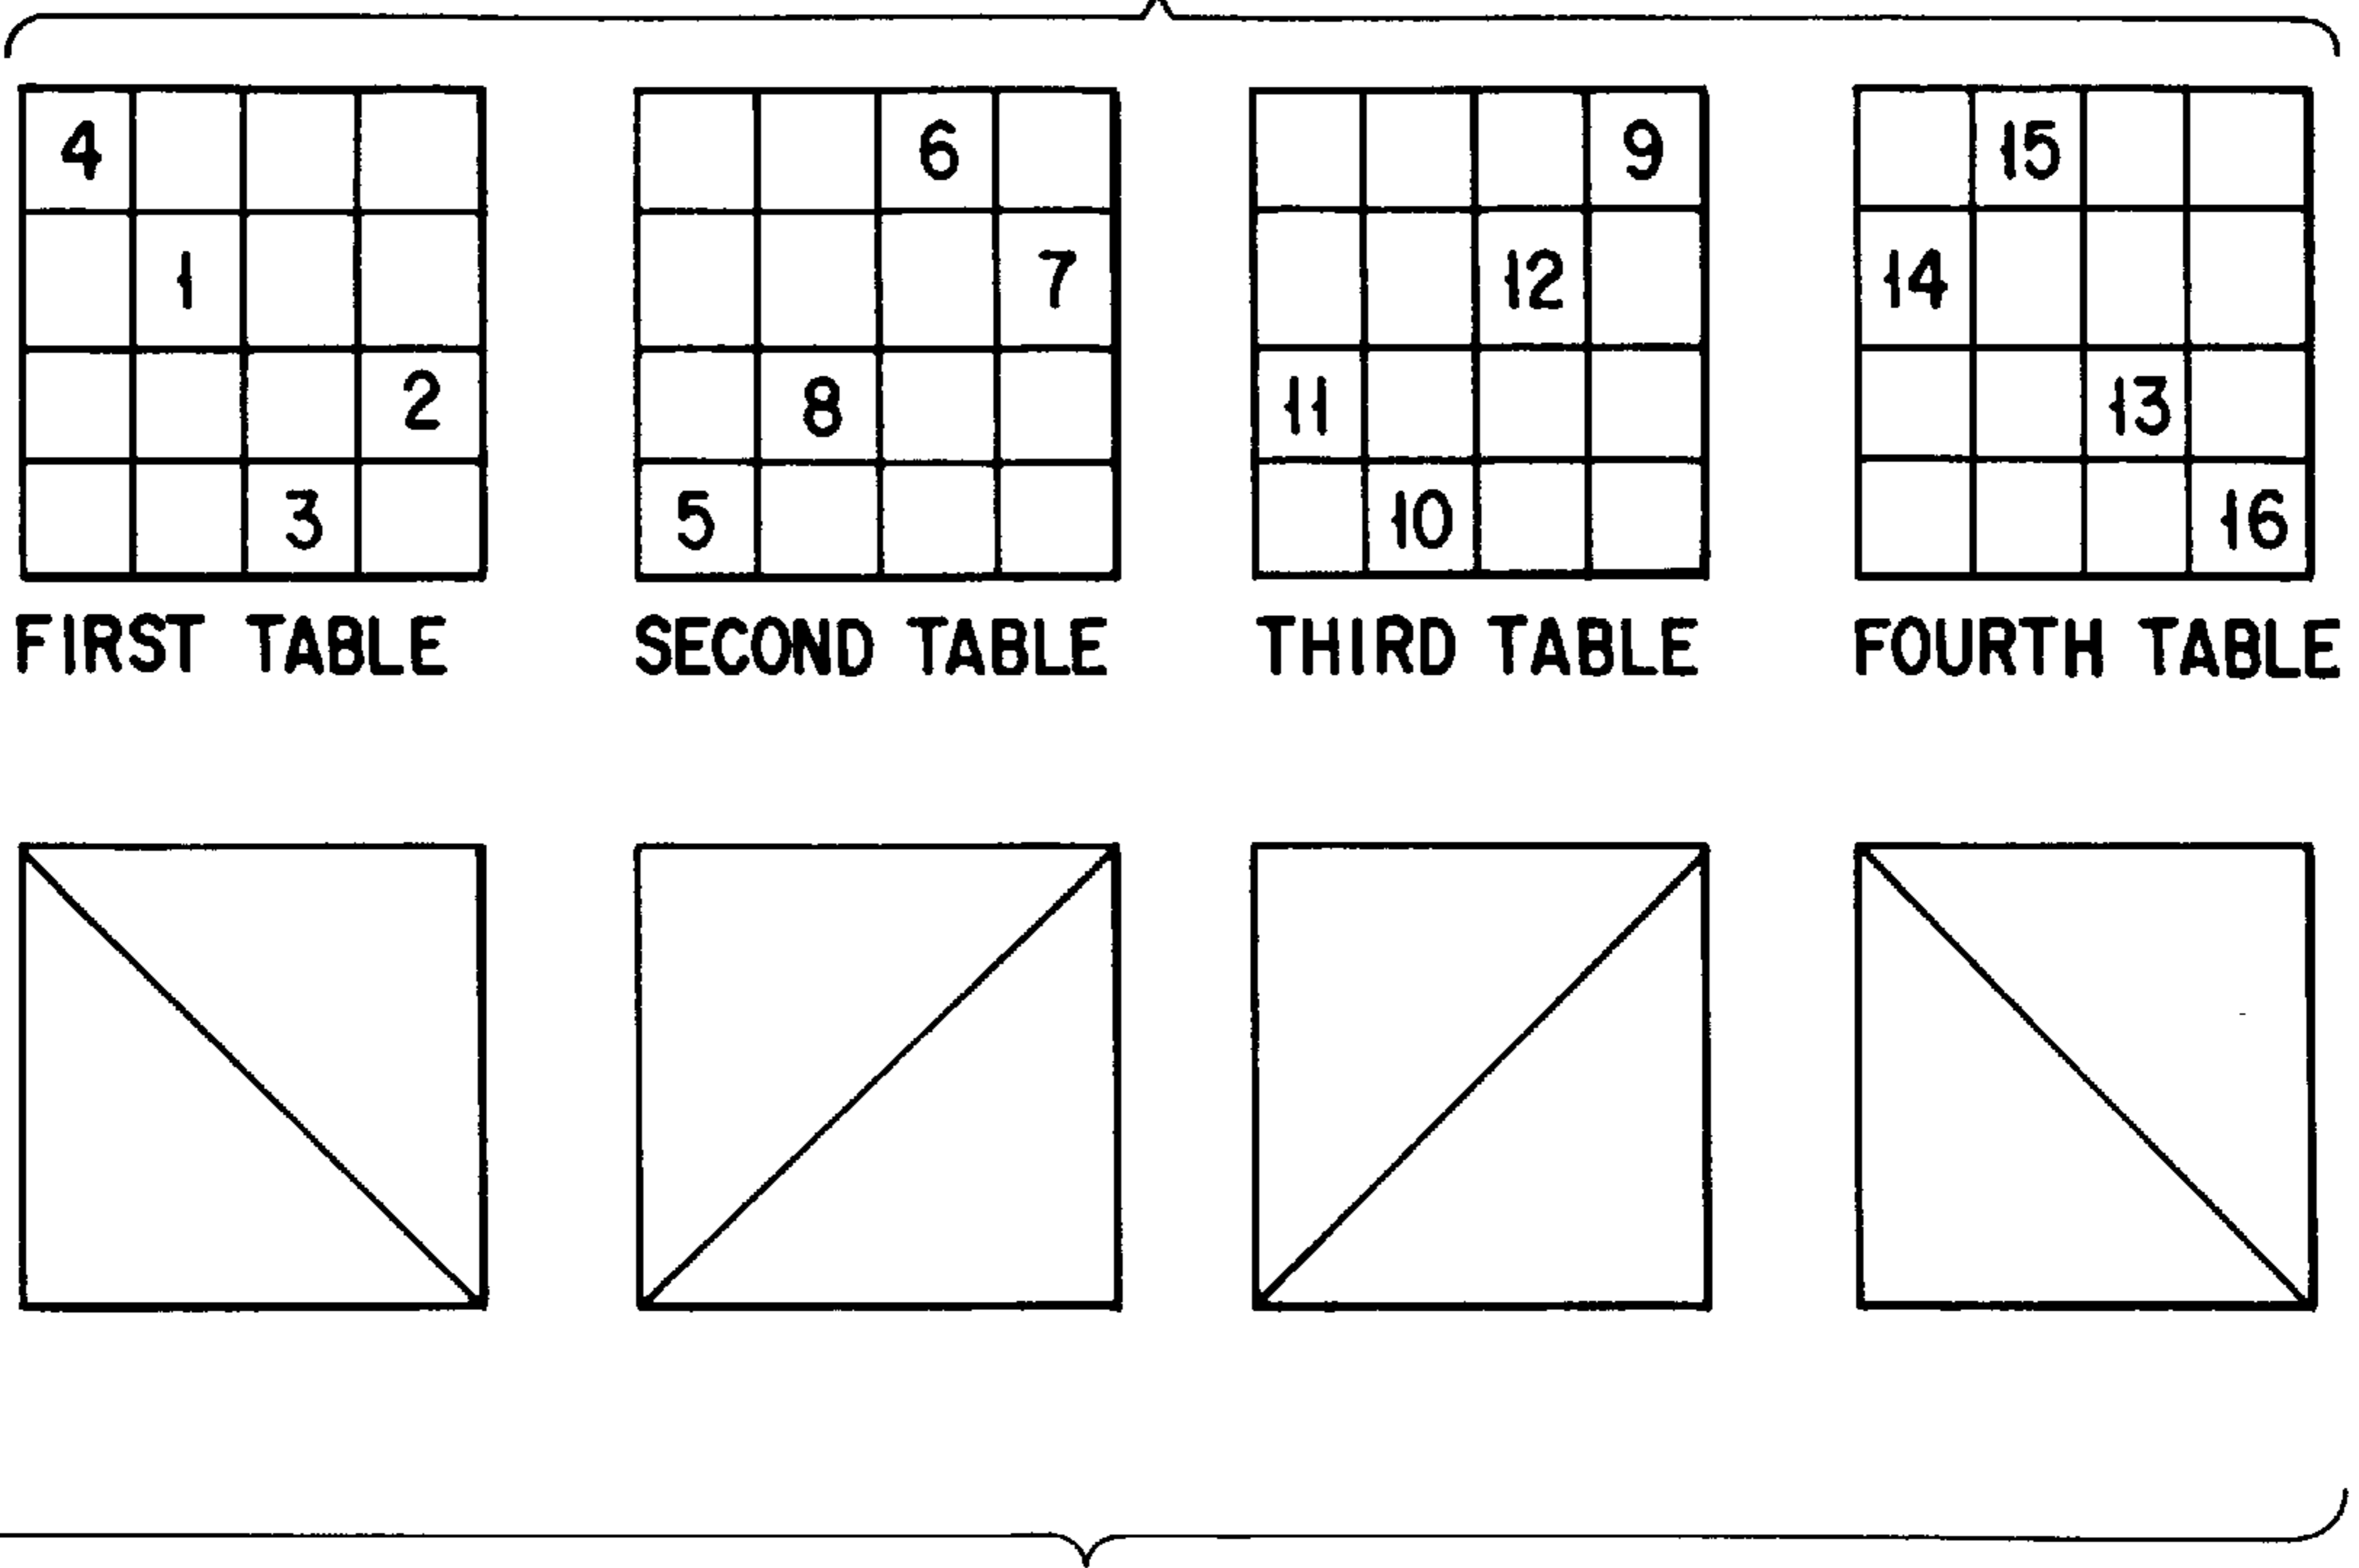 4 6 9 15
1 7 12 14
2 8 11 13
3 5 10 16
FIRST TABLE SECOND TABLE THIRD TABLE FOURTH TABLE